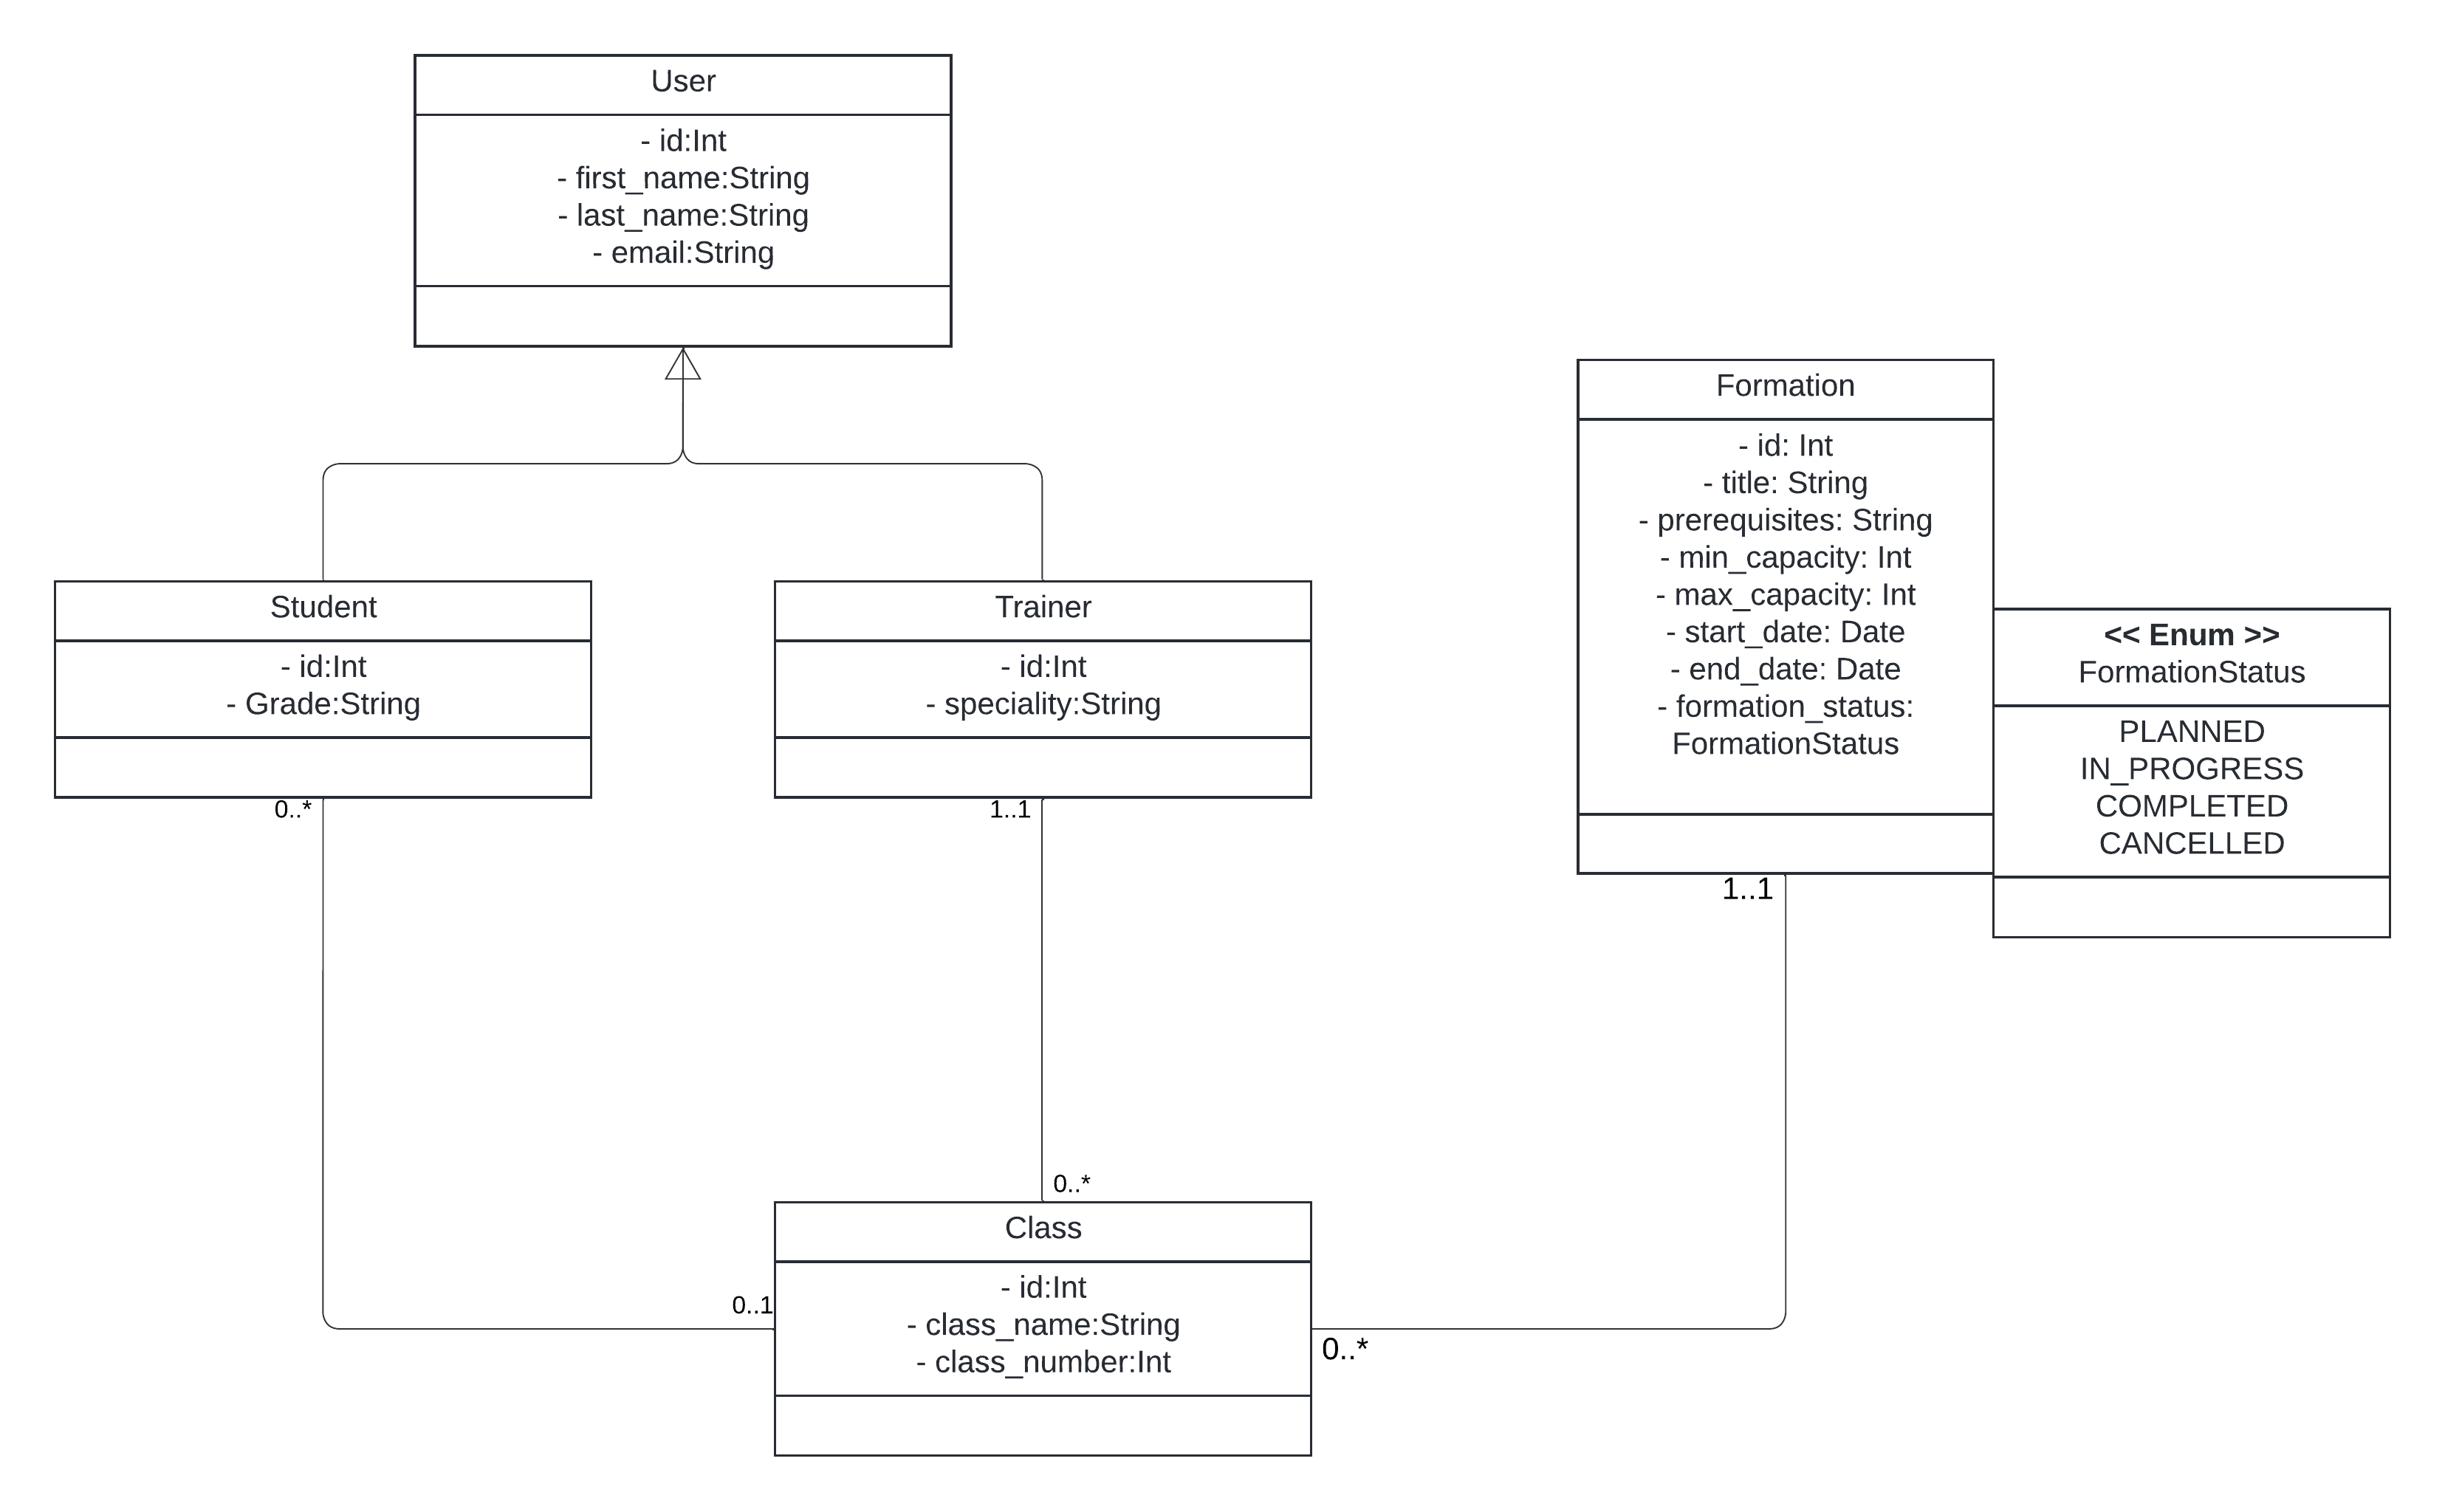 User
- id:Int
- first_name:String
- last_name:String
- email:String
Student
- id:Int
- Grade:String
0..*
Trainer
- id:Int
- speciality:String
1..1
Formation
- id: Int
- title: String
- prerequisites: String
- min_capacity: Int
- max_capacity: Int
- start_date: Date
- end_date: Date
- formation_status:
FormationStatus
1..1
<< Enum >>
FormationStatus
PLANNED
IN_PROGRESS
COMPLETED
CANCELLED
0..*
0..1
Class
- id:Int
- class_name:String
- class_number:Int
0..*